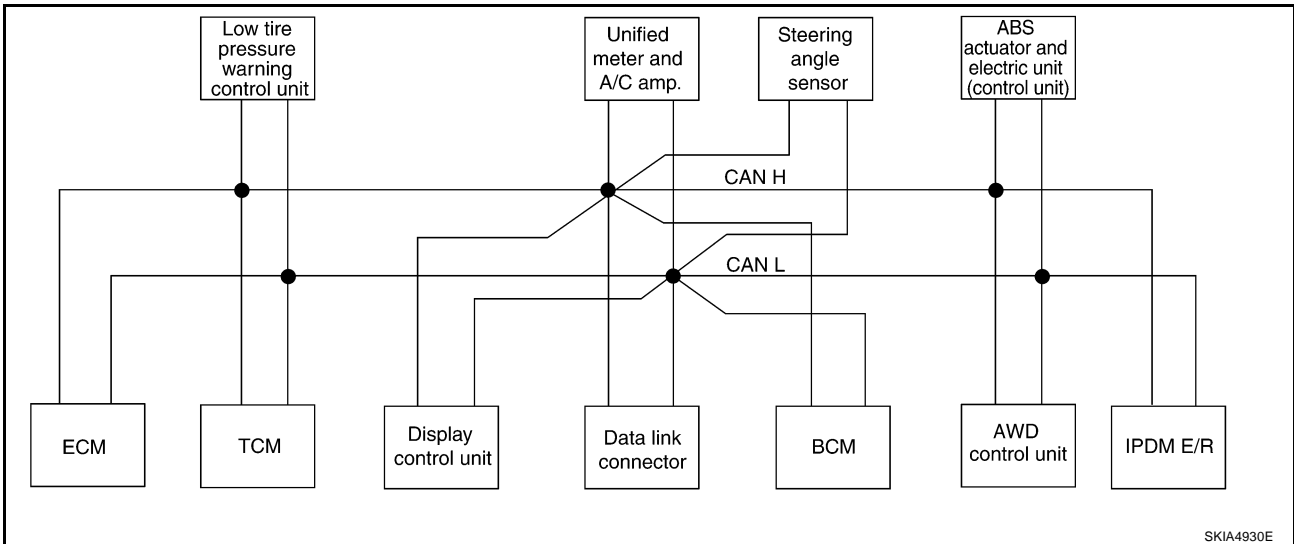 Low tire
pressure
warning
control unit
Unified
meter and
A/C amp.
Steering
angle
sensor
ABS
actuator and
electric unit
(control unit)
CAN H
CAN L
ECM
TCM
Display
control unit
Data link
connector
BCM
AWD
control unit
IPDM E/R
SKIA4930E